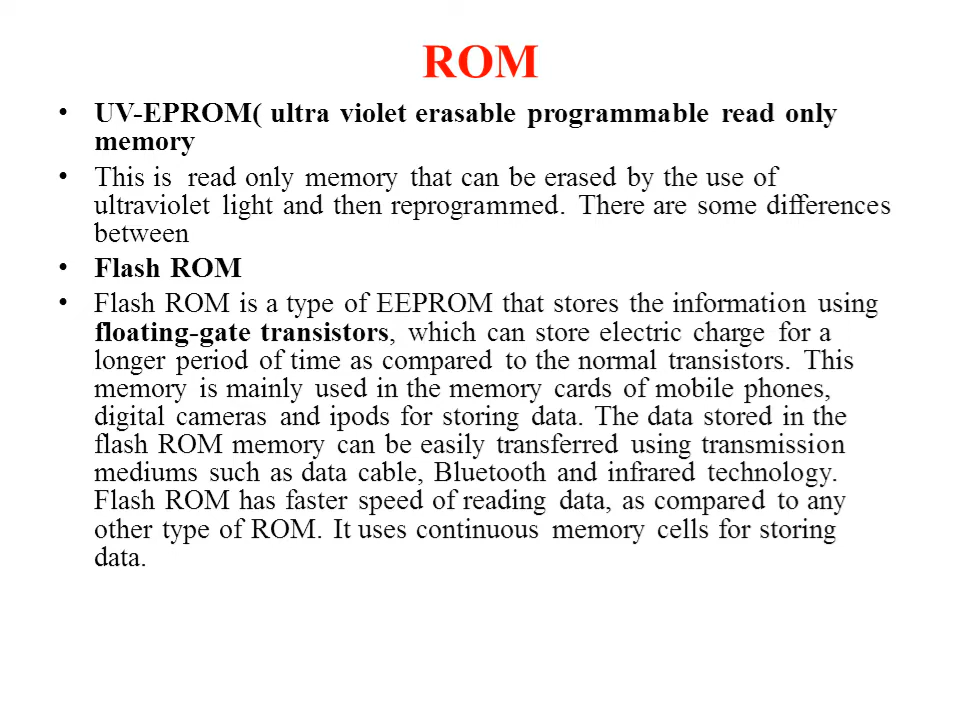 ROM
• UV-EPROM( ultra violet erasable programmable read only
memory
• This is read only memory that can be erased by the use of
ultraviolet light and then reprogrammed. There are some differences
between
• Flash ROM
• Flash ROM is a type of EEPROM that stores the information using
floating-gate transistors, which can store electric charge for a
longer period of time as compared to the normal transistors. This
memory is mainly used in the memory cards of mobile phones,
digital cameras and ipods for storing data. The data stored in the
flash ROM memory can be easily transferred using transmission
mediums such as data cable, Bluetooth and infrared technology.
Flash ROM has faster speed of reading data, as compared to any
other type of ROM. It uses continuous memory cells for storing
data.